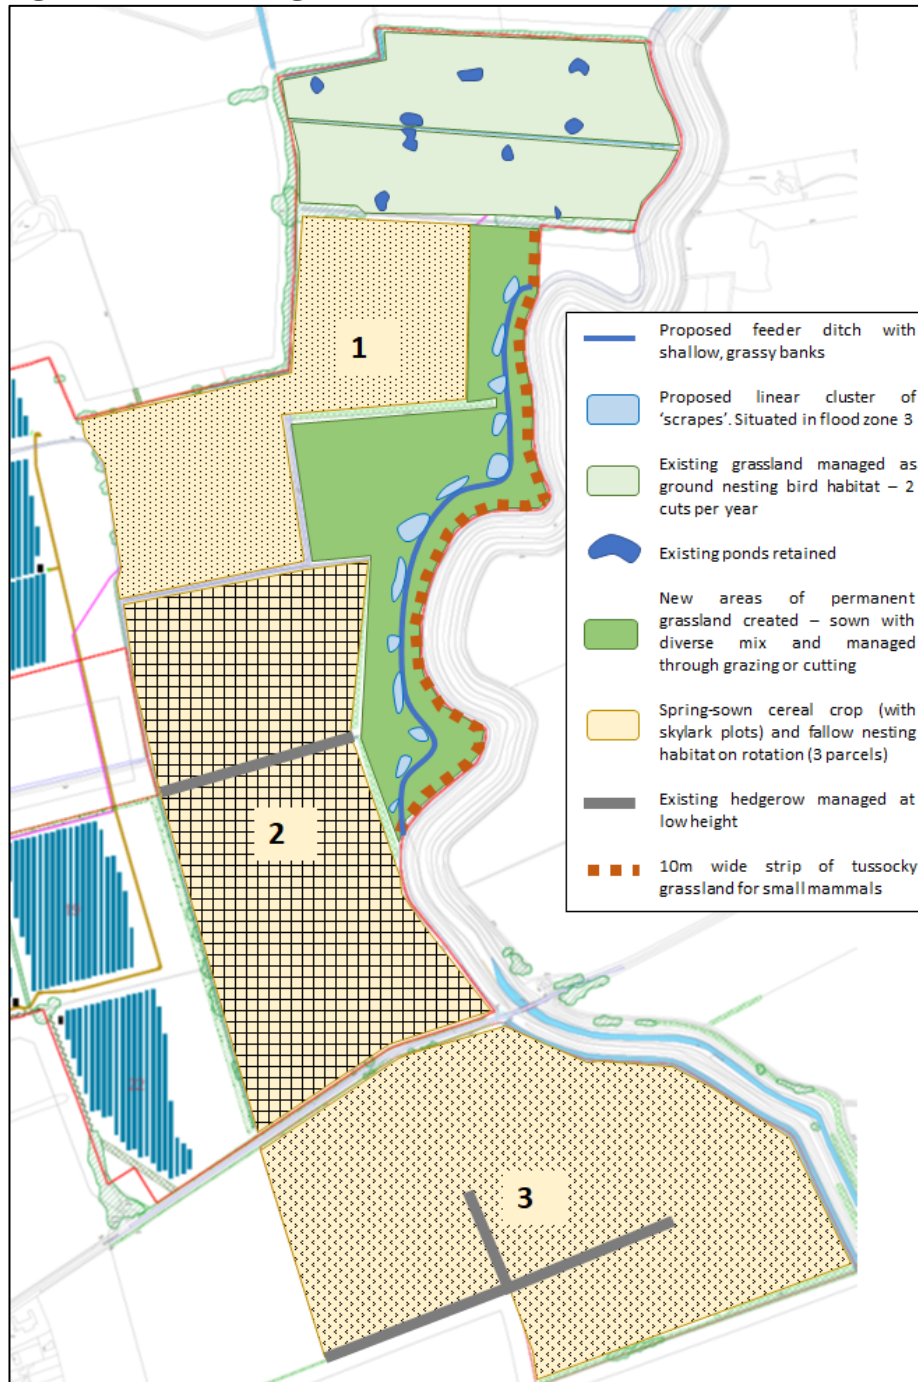 1
2
3
19
22
Proposed feeder ditch with
shallow, grassy banks
Proposed linear cluster of
'scrapes'. Situated in flood zone 3
Existing grassland managed as
ground nesting bird habitat – 2
cuts per year
Existing ponds retained
New areas of permanent
grassland created – sown with
diverse mix and managed
through grazing or cutting
Spring-sown cereal crop (with
skylark plots) and fallow nesting
habitat on rotation (3 parcels)
Existing hedgerow managed at
low height
10m wide strip of tussocky
grassland for small mammals